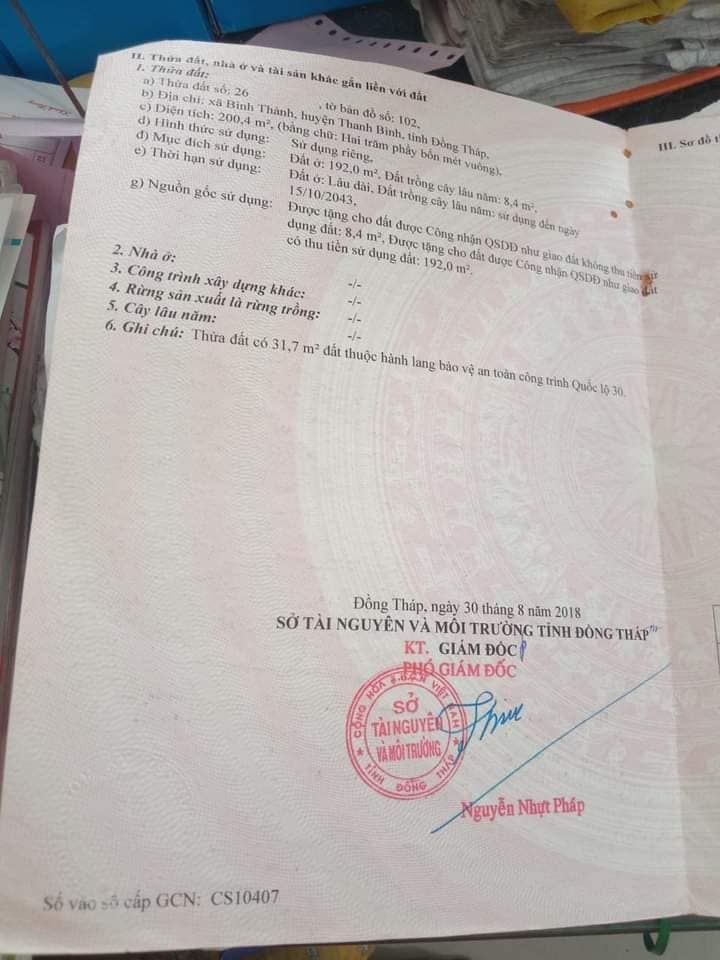 II. Thửa đất, nhà ở và tài sản khác gắn liền với đất
1. Thửa đất:
a) Thửa đất số: 26 , tờ bản đồ số: 102,
b) Địa chỉ: xã Bình Thành, huyện Thanh Bình, tỉnh Đồng Tháp,
c) Diện tích: 200,4 m², (bằng chữ: Hai trăm phẩy bốn mét vuông),
d) Hình thức sử dụng: Sử dụng riêng,
đ) Mục đích sử dụng: Đất ở: 192,0 m², Đất trồng cây lâu năm: 8,4 m²,
e) Thời hạn sử dụng: Đất ở: Lâu dài, Đất trồng cây lâu năm: sử dụng đến ngày
15/10/2043,
g) Nguồn gốc sử dụng: Được tặng cho đất được Công nhận QSDĐ như giao đất không thu tiền sử
dụng đất: 8,4 m², Được tặng cho đất được Công nhận QSDĐ như giao đất
có thu tiền sử dụng đất: 192,0 m².
2. Nhà ở: -/-
3. Công trình xây dựng khác: -/-
4. Rừng sản xuất là rừng trồng: -/-
5. Cây lâu năm: -/-
6. Ghi chú: Thửa đất có 31,7 m² đất thuộc hành lang bảo vệ an toàn công trình Quốc lộ 30.
III. Sơ đồ t
Đồng Tháp, ngày 30 tháng 8 năm 2018
SỞ TÀI NGUYÊN VÀ MÔI TRƯỜNG TỈNH ĐỒNG THÁP
KT. GIÁM ĐỐC
PHÓ GIÁM ĐỐC
CỘNG HÒA X.H.C.N VIỆT NAM
SỞ
TÀI NGUYÊN
VÀ MÔI TRƯỜNG
TỈNH ĐỒNG THÁP
Nguyễn Nhựt Pháp
Số vào sổ cấp GCN: CS10407